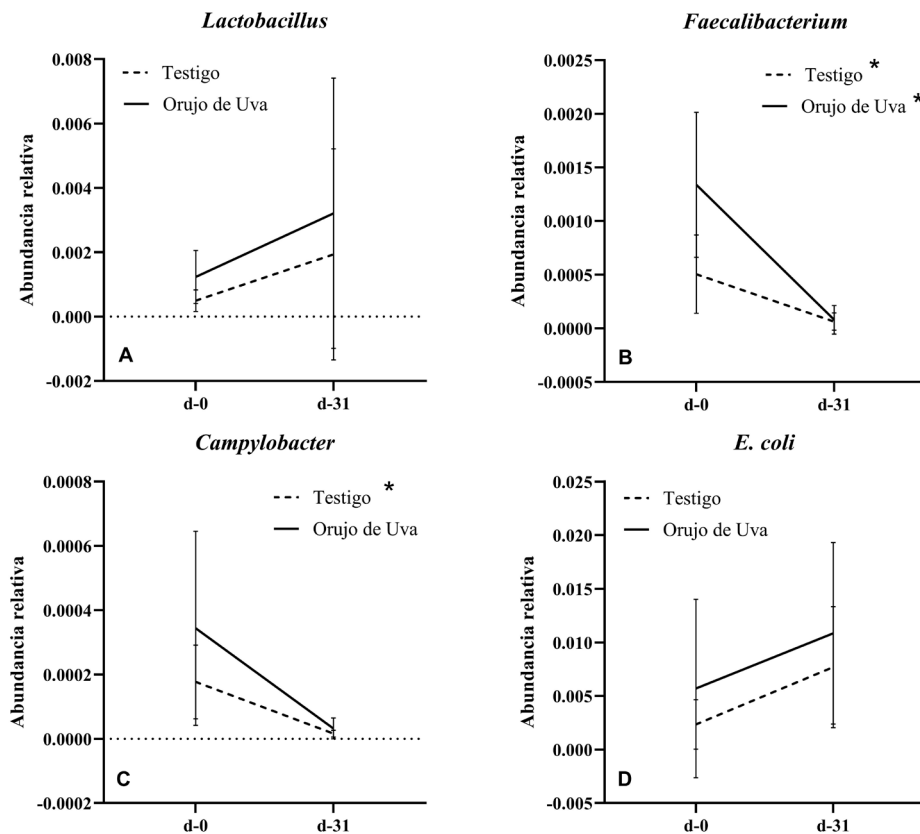 Lactobacillus
Abundancia relativa
0.008
0.006
0.004
0.002
0.000
-0.002
Testigo
Orujo de Uva
A
d-0 d-31
Faecalibacterium
Abundancia relativa
0.0025
0.0020
0.0015
0.0010
0.0005
0.0000
-0.0005
Testigo *
Orujo de Uva *
B
d-0 d-31
Campylobacter
Abundancia relativa
0.0008
0.0006
0.0004
0.0002
0.0000
-0.0002
Testigo *
Orujo de Uva
C
d-0 d-31
E. coli
Abundancia relativa
0.025
0.020
0.015
0.010
0.005
0.000
-0.005
Testigo
Orujo de Uva
D
d-0 d-31